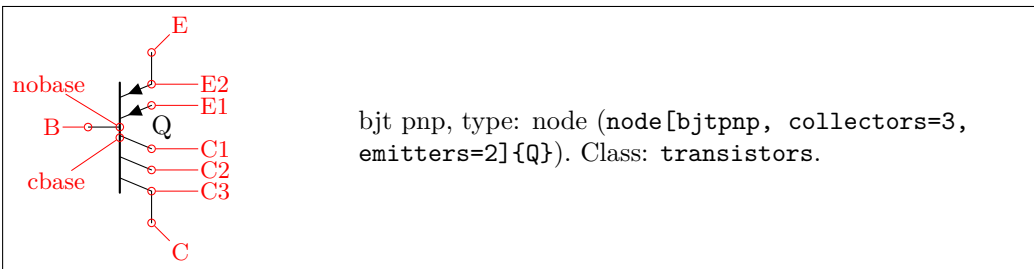 E
nobase
E2
E1
B
Q
C1
cbase
C2
C3
C
bjt pnp, type: node (node[bjtpnp, collectors=3,
emitters=2]{Q}). Class: transistors.